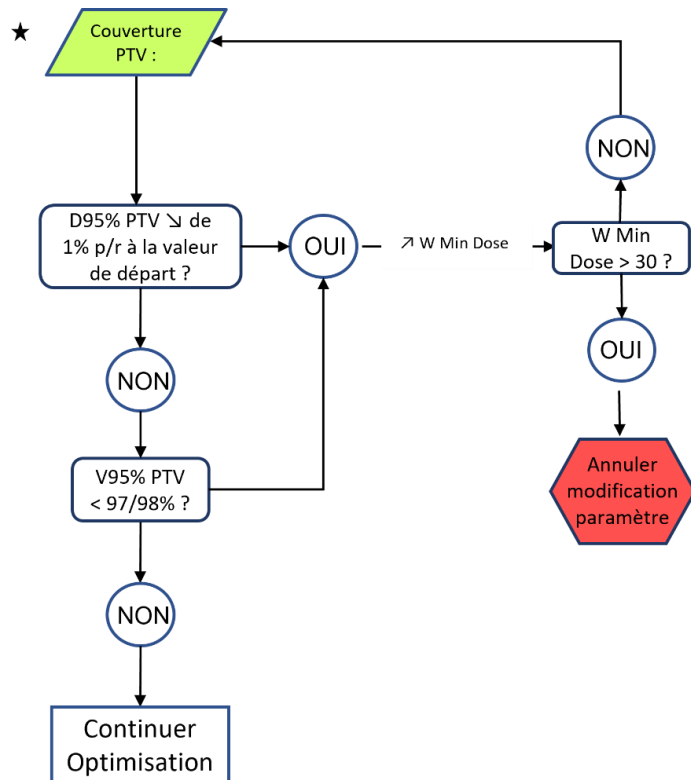 ★
Couverture
PTV :
NON
D95% PTV ↘ de
1% p/r à la valeur
de départ ?
OUI
↗ W Min Dose
W Min
Dose > 30 ?
NON
OUI
V95% PTV
< 97/98% ?
Annuler
modification
paramètre
NON
Continuer
Optimisation